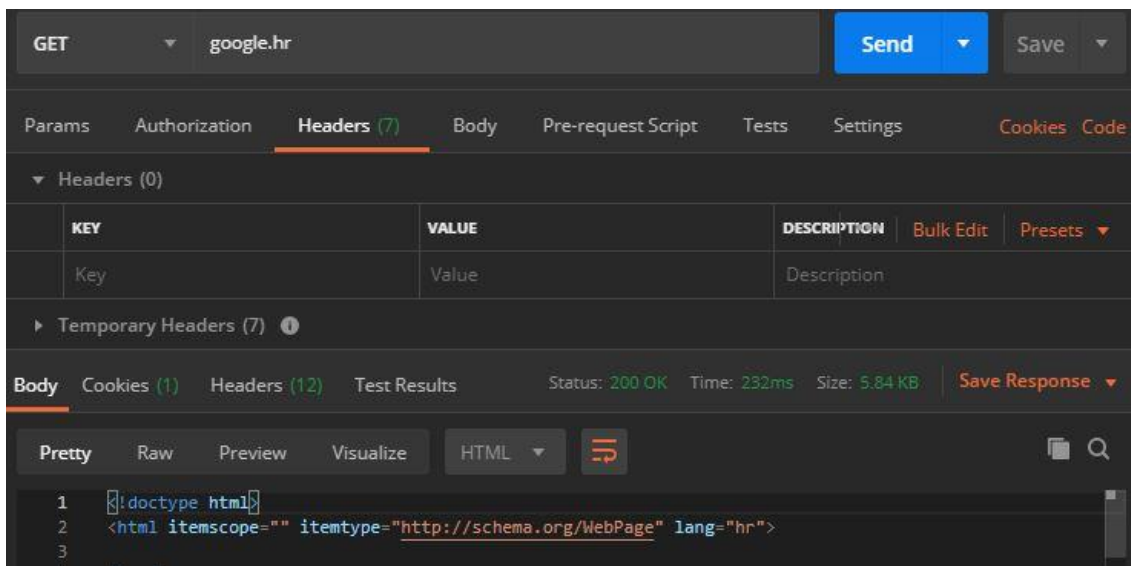 GET google.hr Send Save
Params Authorization Headers (7) Body Pre-request Script Tests Settings Cookies Code
Headers (0)
KEY VALUE DESCRIPTION Bulk Edit Presets
Key Value Description
Temporary Headers (7)
Body Cookies (1) Headers (12) Test Results Status: 200 OK Time: 232ms Size: 5.84 KB Save Response
Pretty Raw Preview Visualize HTML
1 <!doctype html>
2 <html itemscope="" itemtype="http://schema.org/WebPage" lang="hr">
3